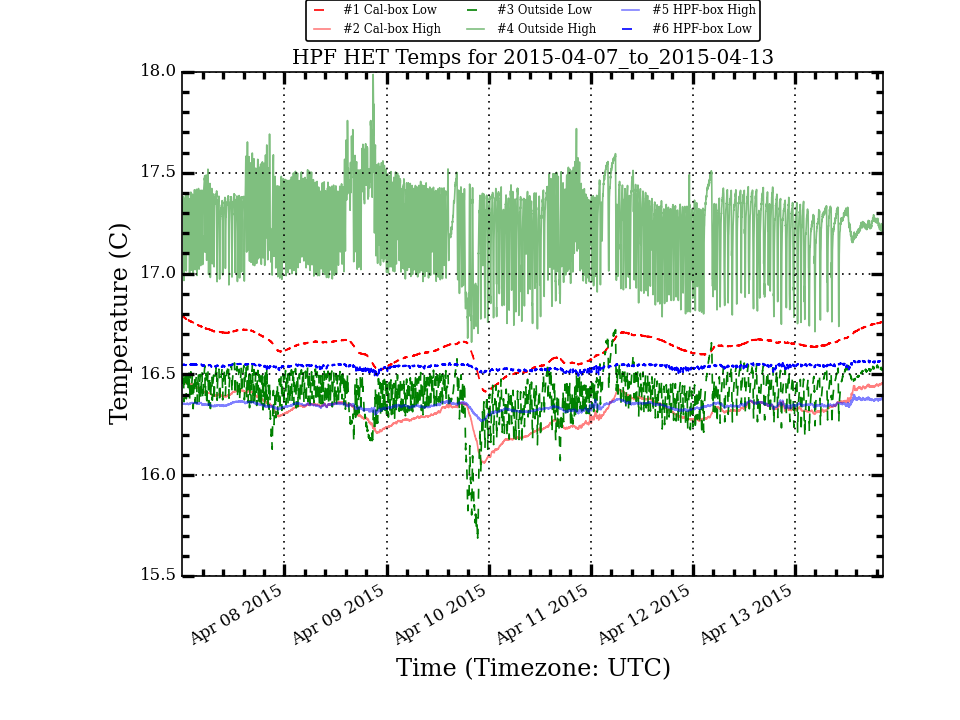 #1 Cal-box Low #3 Outside Low #5 HPF-box High
#2 Cal-box High #4 Outside High #6 HPF-box Low
HPF HET Temps for 2015-04-07_to_2015-04-13
18.0
17.5
17.0
16.5
16.0
15.5
Temperature (C)
Apr 08 2015 Apr 09 2015 Apr 10 2015 Apr 11 2015 Apr 12 2015 Apr 13 2015
Time (Timezone: UTC)